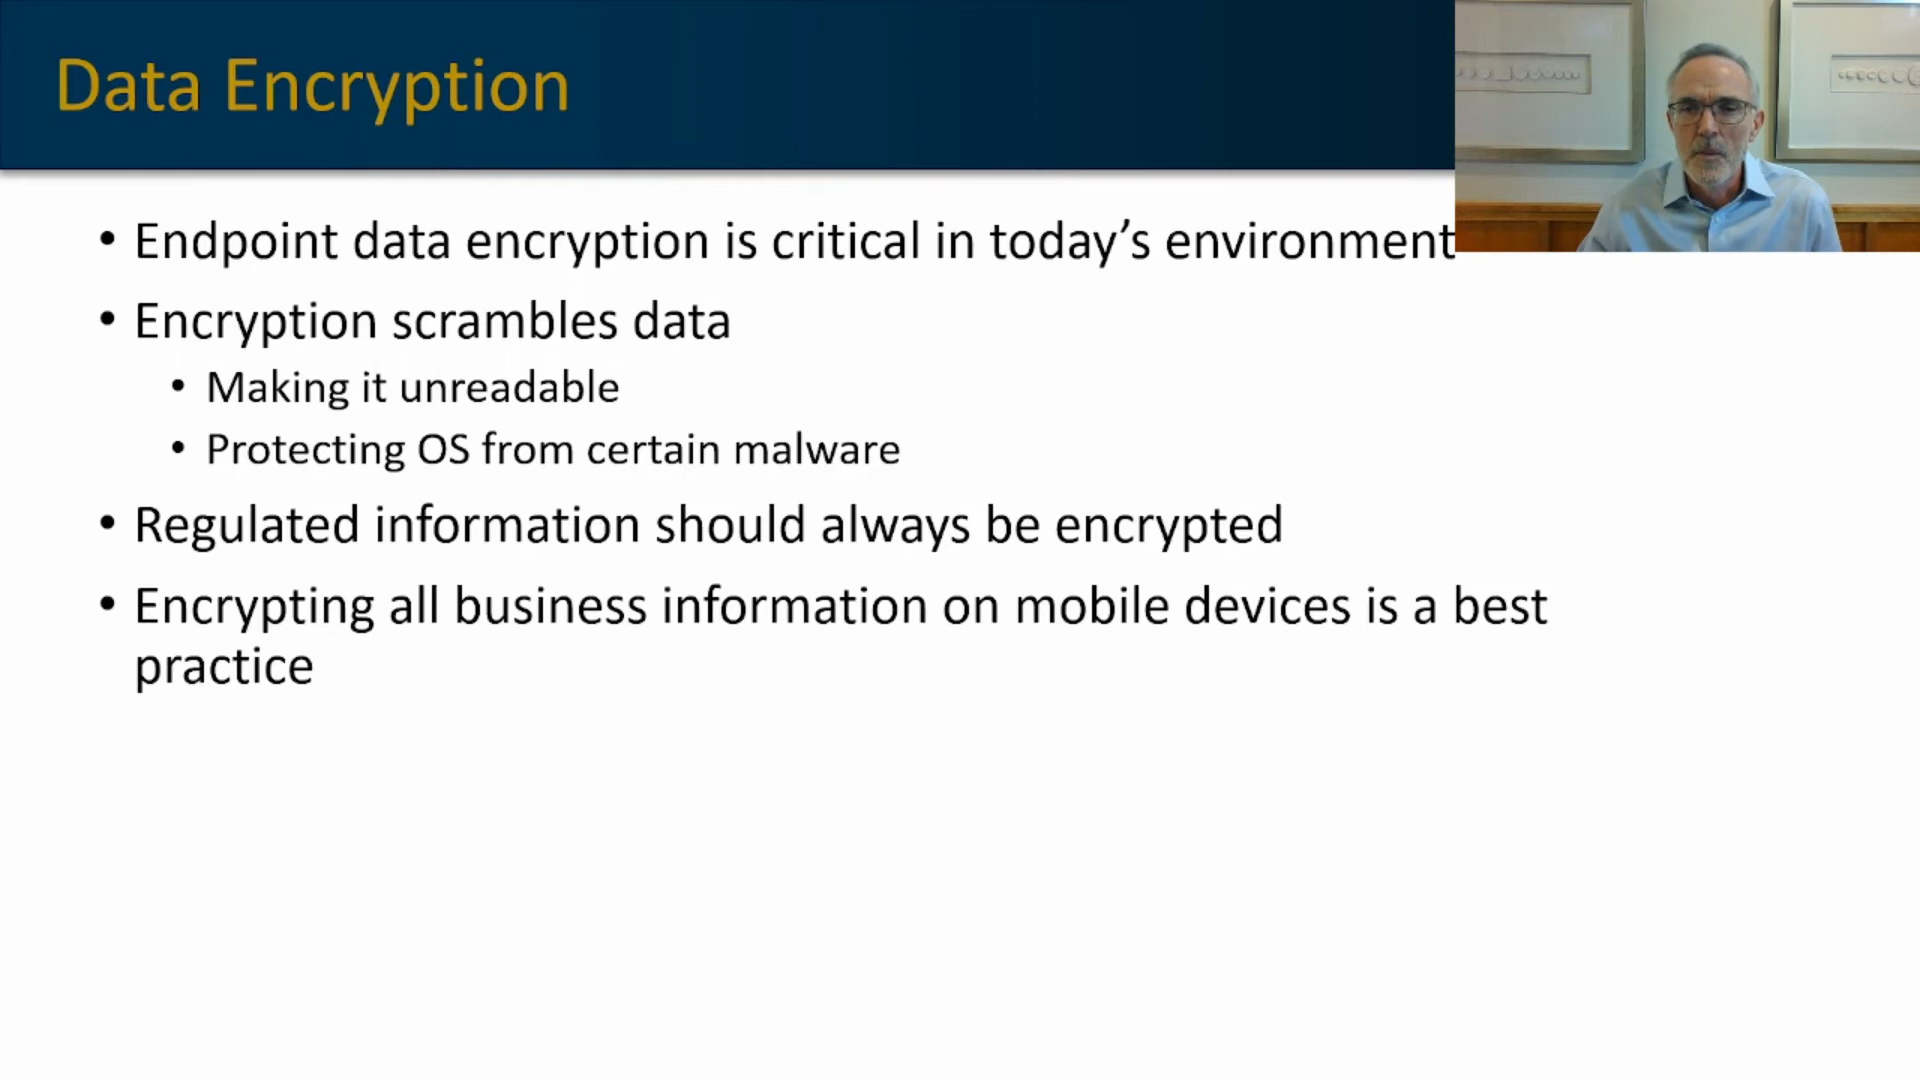 Data Encryption
• Endpoint data encryption is critical in today’s environment
• Encryption scrambles data
• Making it unreadable
• Protecting OS from certain malware
• Regulated information should always be encrypted
• Encrypting all business information on mobile devices is a best
practice